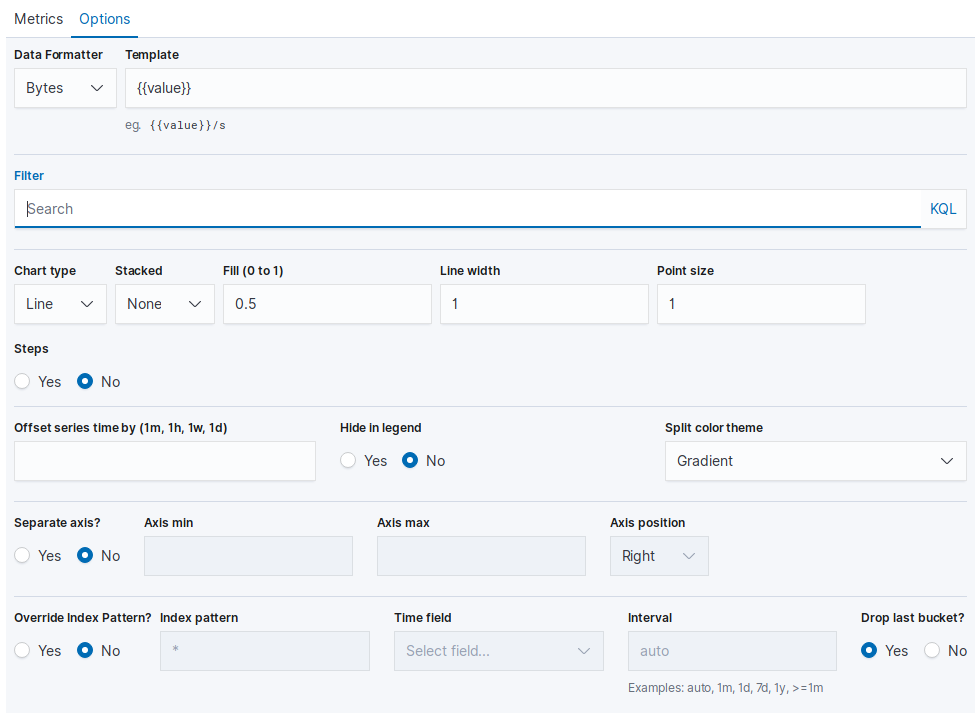 Metrics Options
Data Formatter Template
Bytes {{value}}
eg. {{value}}/s
Filter
Search KQL
Chart type Stacked Fill (0 to 1) Line width Point size
Line None 0.5 1 1
Steps
Yes No
Offset series time by (1m, 1h, 1w, 1d) Hide in legend Split color theme
Yes No Gradient
Separate axis? Axis min Axis max Axis position
Yes No Right
Override Index Pattern? Index pattern Time field Interval Drop last bucket?
Yes No * Select field... auto Yes No
Examples: auto, 1m, 1d, 7d, 1y, >=1m